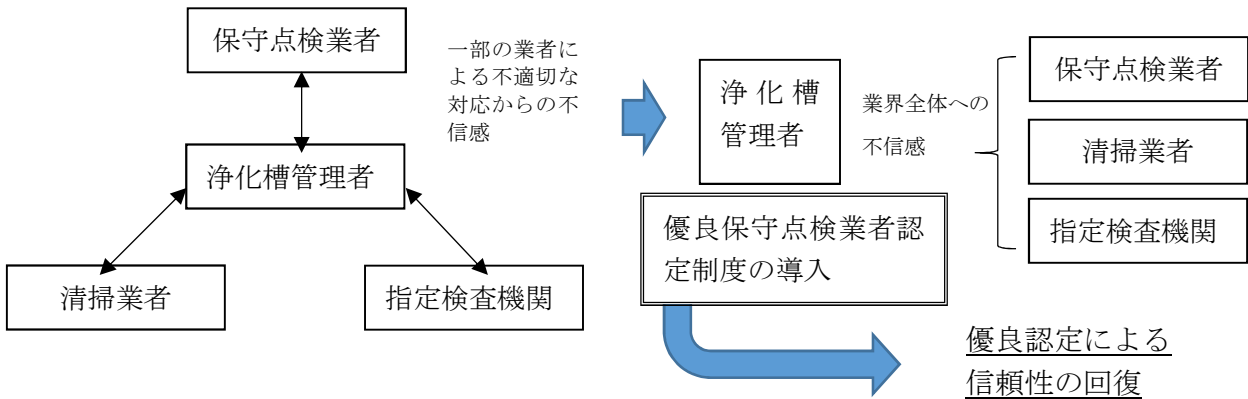 保守点検業者
一部の業者に
よる不適切な
対応からの不
信感
浄化槽管理者
清掃業者
指定検査機関
浄化槽
管理者
業界全体への
不信感
保守点検業者
清掃業者
指定検査機関
優良保守点検業者認
定制度の導入
優良認定による
信頼性の回復